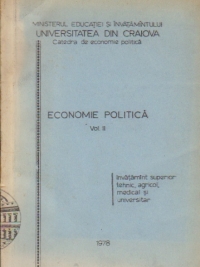 MINISTERUL EDUCAȚIEI ȘI ÎNVĂȚĂMÎNTULUI
UNIVERSITATEA DIN CRAIOVA
Catedra de economie politică
ECONOMIE POLITICĂ
Vol II
învățămînt superior
tehnic, agricol,
medical și
universitar
1978